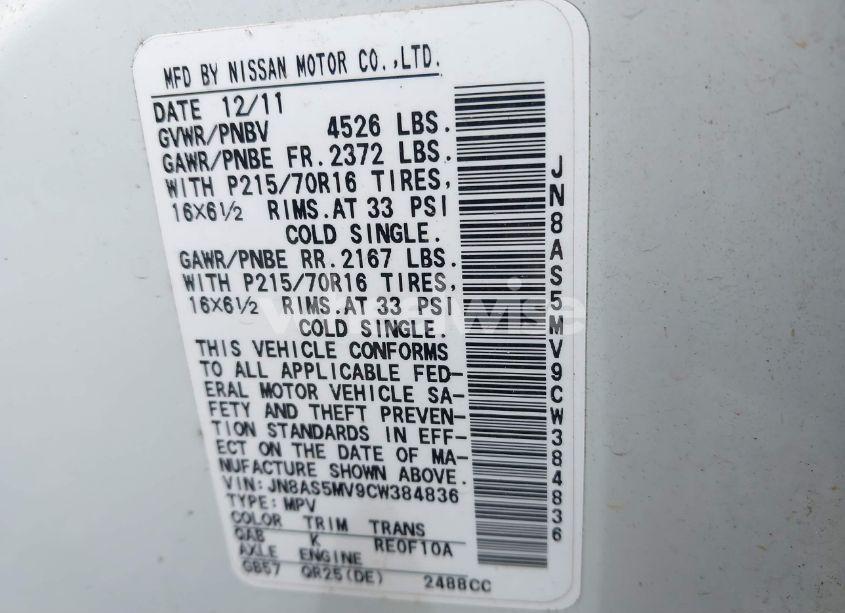 MFD BY NISSAN MOTOR CO.,LTD.
DATE 12/11
GVWR/PNBV 4526 LBS.
GAWR/PNBE FR.2372 LBS.
WITH P215/70R16 TIRES,
16X6½ RIMS.AT 33 PSI
COLD SINGLE.
GAWR/PNBE RR.2167 LBS.
WITH P215/70R16 TIRES,
16X6½ RIMS.AT 33 PSI
COLD SINGLE.
THIS VEHICLE CONFORMS
TO ALL APPLICABLE FED-
ERAL MOTOR VEHICLE SA-
FETY AND THEFT PREVEN-
TION STANDARDS IN EFF-
ECT ON THE DATE OF MA-
NUFACTURE SHOWN ABOVE.
VIN:JN8AS5MV9CW384836
TYPE:MPV
COLOR TRIM TRANS
QAB K RE0F10A
AXLE ENGINE
GB57 QR25(DE) 2488CC
JN8AS5MV9CW384836